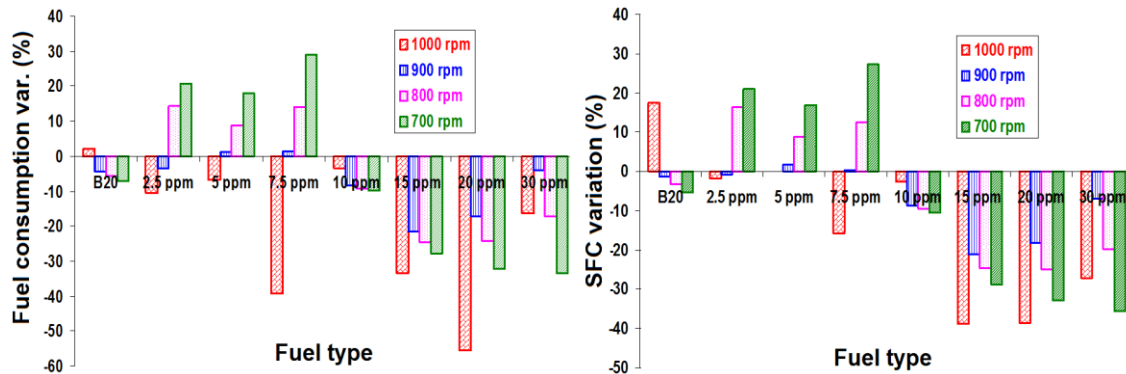 Fuel consumption var. (%)
40
30
20
10
0
-10
-20
-30
-40
-50
-60
1000 rpm
900 rpm
800 rpm
700 rpm
B20 2.5 ppm 5 ppm 7.5 ppm 10 ppm 15 ppm 20 ppm 30 ppm
Fuel type
SFC variation (%)
40
30
20
10
0
-10
-20
-30
-40
-50
1000 rpm
900 rpm
800 rpm
700 rpm
B20 2.5 ppm 5 ppm 7.5 ppm 10 ppm 15 ppm 20 ppm 30 ppm
Fuel type